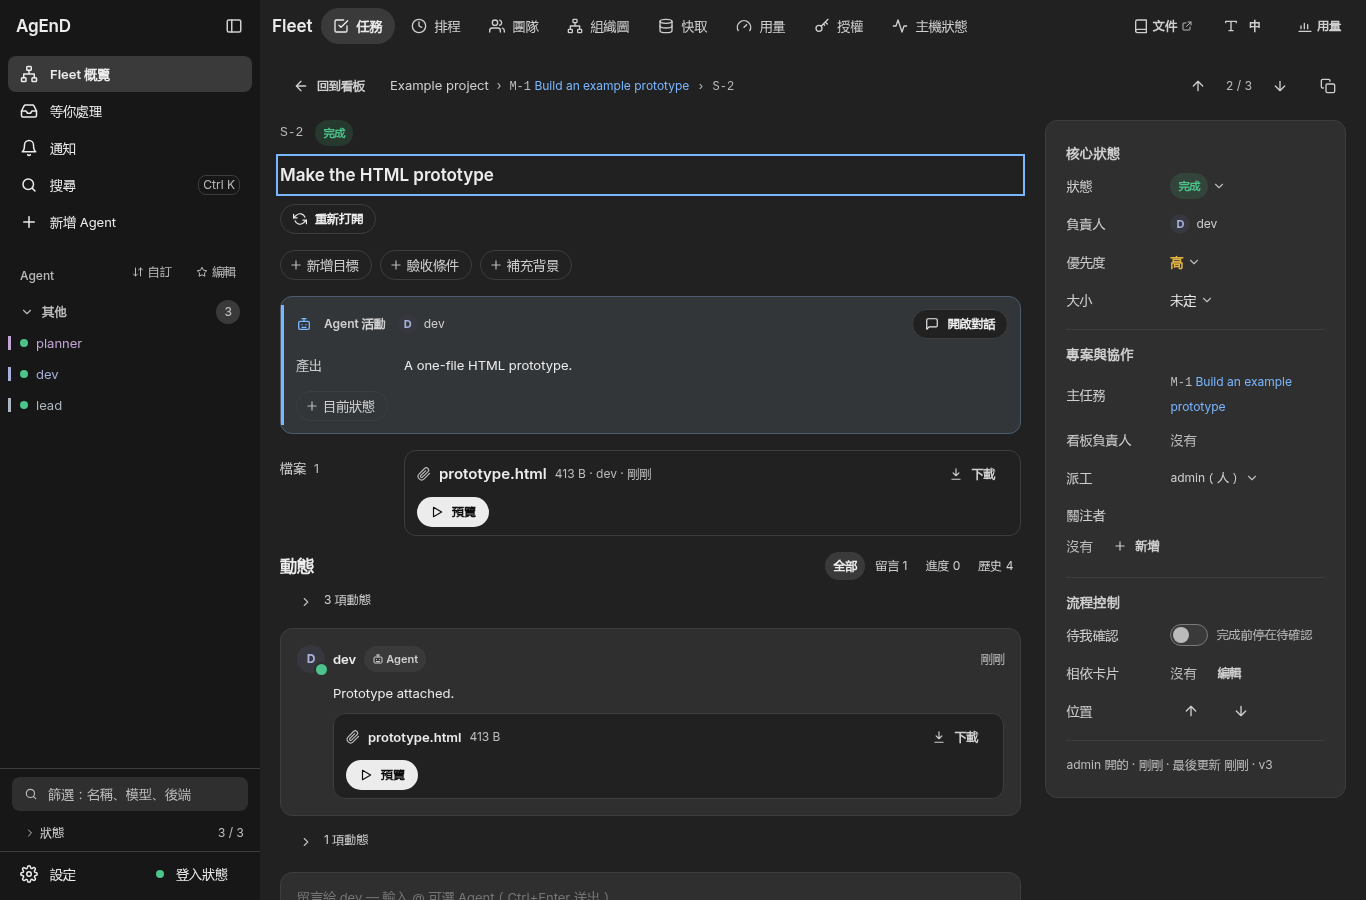 AgEnD
Fleet 概覽
等你處理
通知
搜尋 Ctrl K
新增 Agent
Agent 自訂 編輯
其他 3
planner
dev
lead
篩選：名稱、模型、後端
狀態 3 / 3
設定 登入狀態
Fleet 任務 排程 團隊 組織圖 快取 用量 授權 主機狀態 文件 中 用量
回到看板 Example project › M-1 Build an example prototype › S-2 2 / 3
S-2 完成
Make the HTML prototype
重新打開
新增目標 驗收條件 補充背景
Agent 活動 D dev 開啟對話
產出 A one-file HTML prototype.
目前狀態
檔案 1 prototype.html 413 B · dev · 剛剛 下載
預覽
動態 全部 留言 1 進度 0 歷史 4
3 項動態
D dev Agent 剛剛
Prototype attached.
prototype.html 413 B 下載
預覽
1 項動態
留言給 dev — 輸入 @ 可選 Agent（Ctrl+Enter 送出）
核心狀態
狀態 完成
負責人 D dev
優先度 高
大小 未定
專案與協作
主任務 M-1 Build an example prototype
看板負責人 沒有
派工 admin（人）
關注者
沒有 新增
流程控制
待我確認 完成前停在待確認
相依卡片 沒有 編輯
位置
admin 開的 · 剛剛 · 最後更新 剛剛 · v3